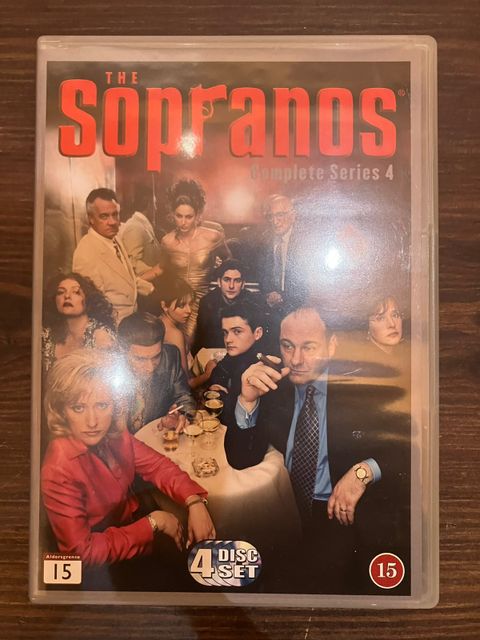 THE
Sopranos
®
Complete Series 4
Aldersgrense
15
4 DISC
SET
15